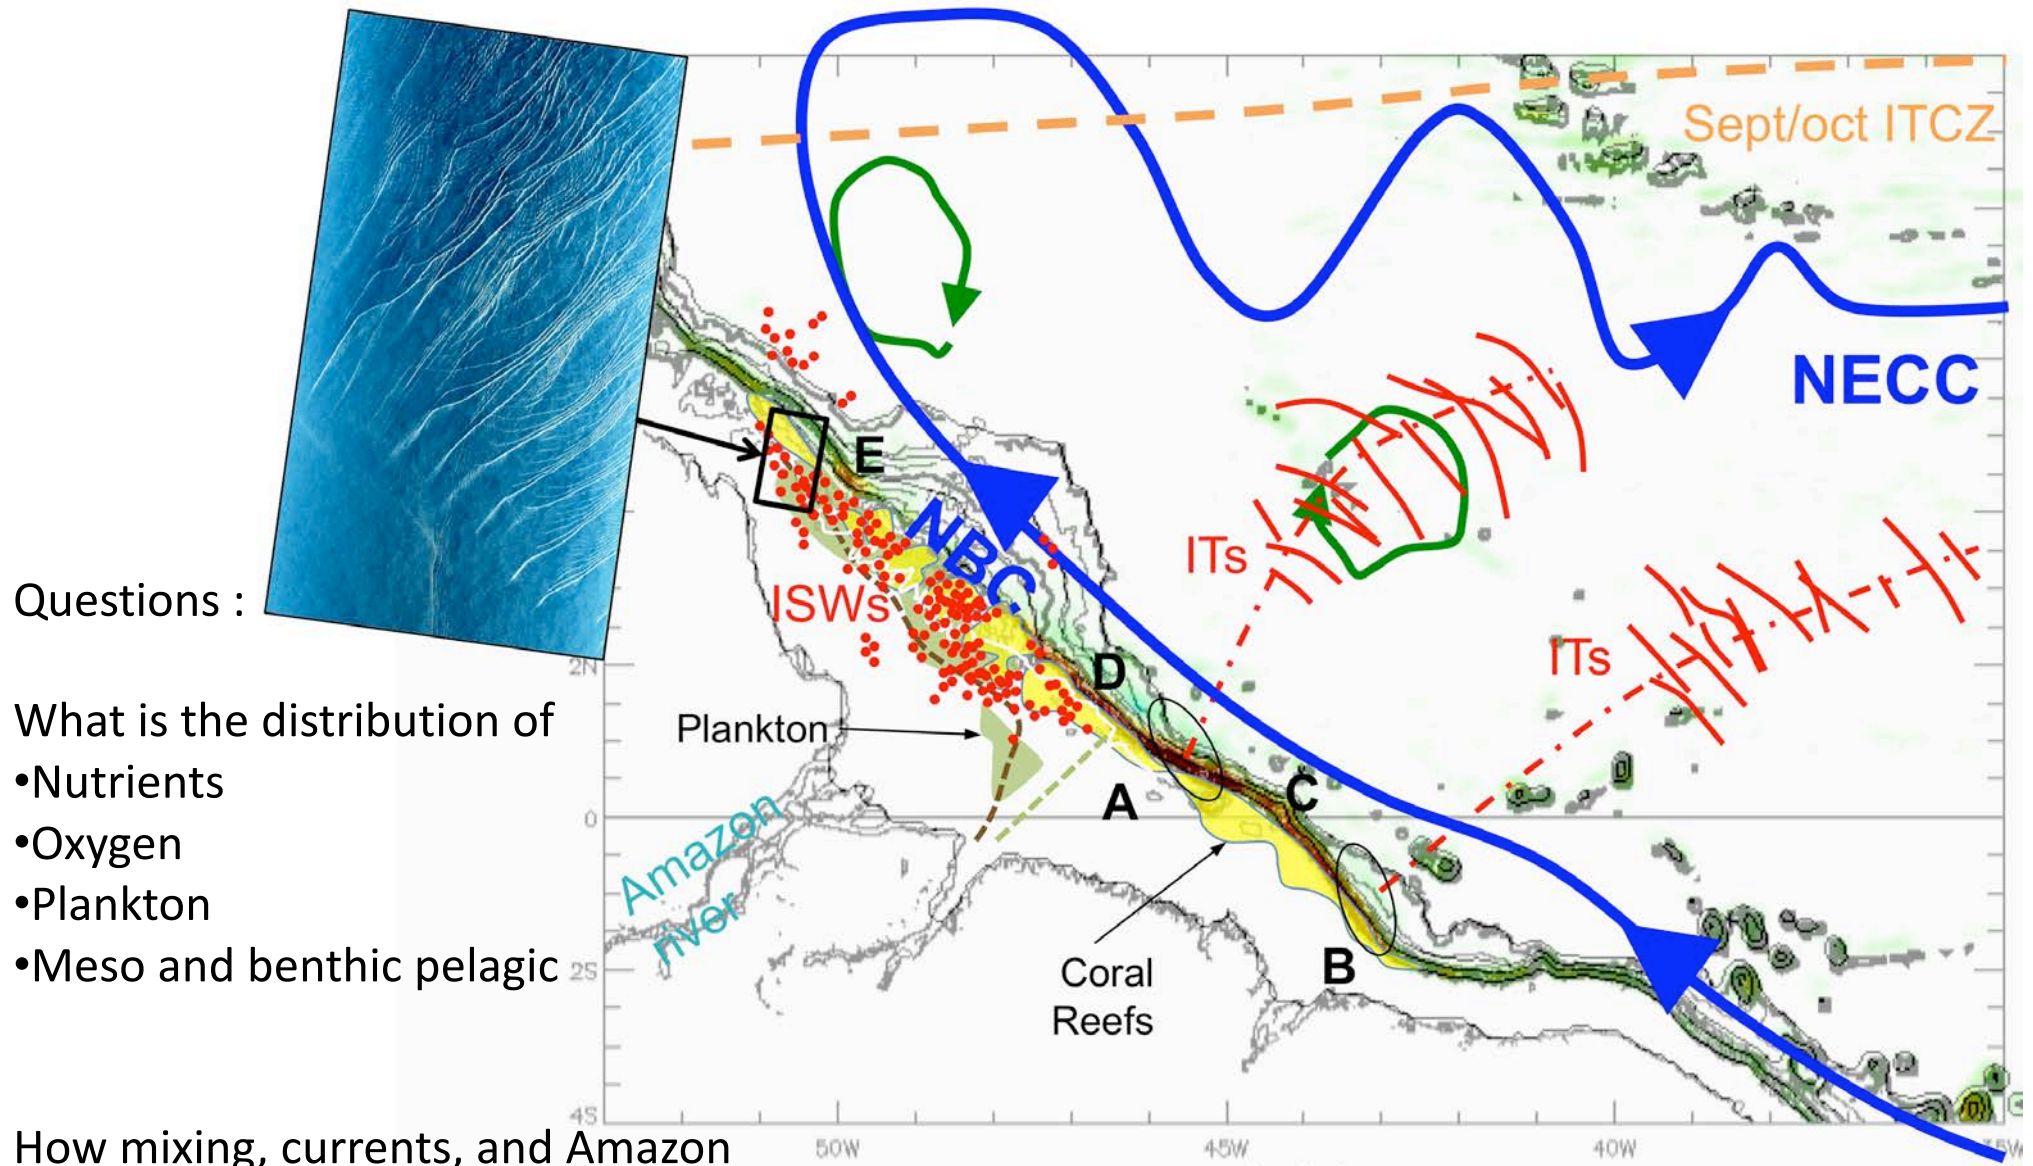 Sept/oct ITCZ
NECC
E
NBC
ITs
Questions :
ISWs
ITs
2N
D
What is the distribution of
Plankton
•Nutrients
A
C
0
•Oxygen
Amazon
river
•Plankton
•Meso and benthic pelagic
2S
Coral
Reefs
B
4S
How mixing, currents, and Amazon
50W
45W
40W
35W